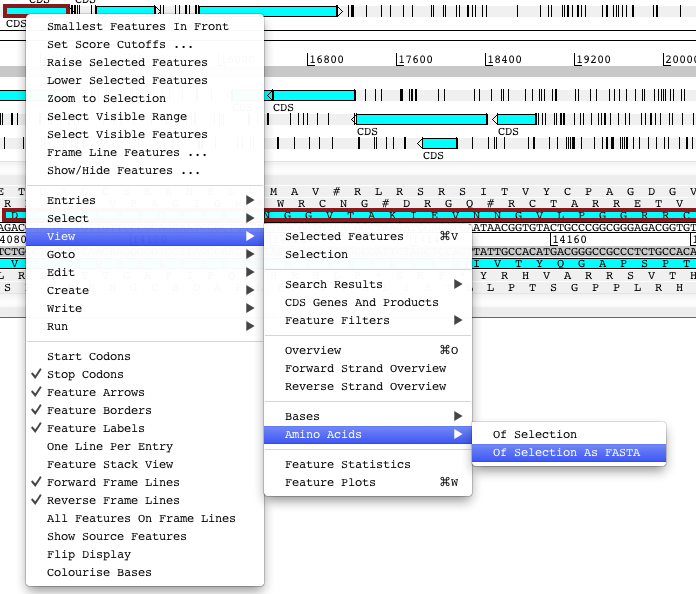 CDS
CDS
CDS
Smallest Features In Front
Set Score Cutoffs ...
Raise Selected Features
Lower Selected Features
Zoom to Selection
Select Visible Range
Select Visible Features
Frame Line Features ...
Show/Hide Features ...
Entries
Select
View
Goto
Edit
Create
Write
Run
Start Codons
Stop Codons
Feature Arrows
Feature Borders
Feature Labels
One Line Per Entry
Feature Stack View
Forward Frame Lines
Reverse Frame Lines
All Features On Frame Lines
Show Source Features
Flip Display
Colourise Bases
16800 17600 18400 19200 20000
CDS
CDS CDS
CDS
M A V # R L R S R S I T V Y C P A G D G V
W R C N G # D R G Q # R C T A R R E T V
N G G V T A K T E V N N G V L P G R R C
ATAACGGTGTACTGCCCGGCGGGAGACGGTGT
14160
TATTGCCACATGACGGGCCGCCTCTGCCACA
I V T Y Q G A P S P T
Y R H V A R R S V T H
L L P T S G P P L R H
Selected Features ⌘V
Selection
Search Results
CDS Genes And Products
Feature Filters
Overview ⌘O
Forward Strand Overview
Reverse Strand Overview
Bases
Amino Acids
Feature Statistics
Feature Plots ⌘W
Of Selection
Of Selection As FASTA